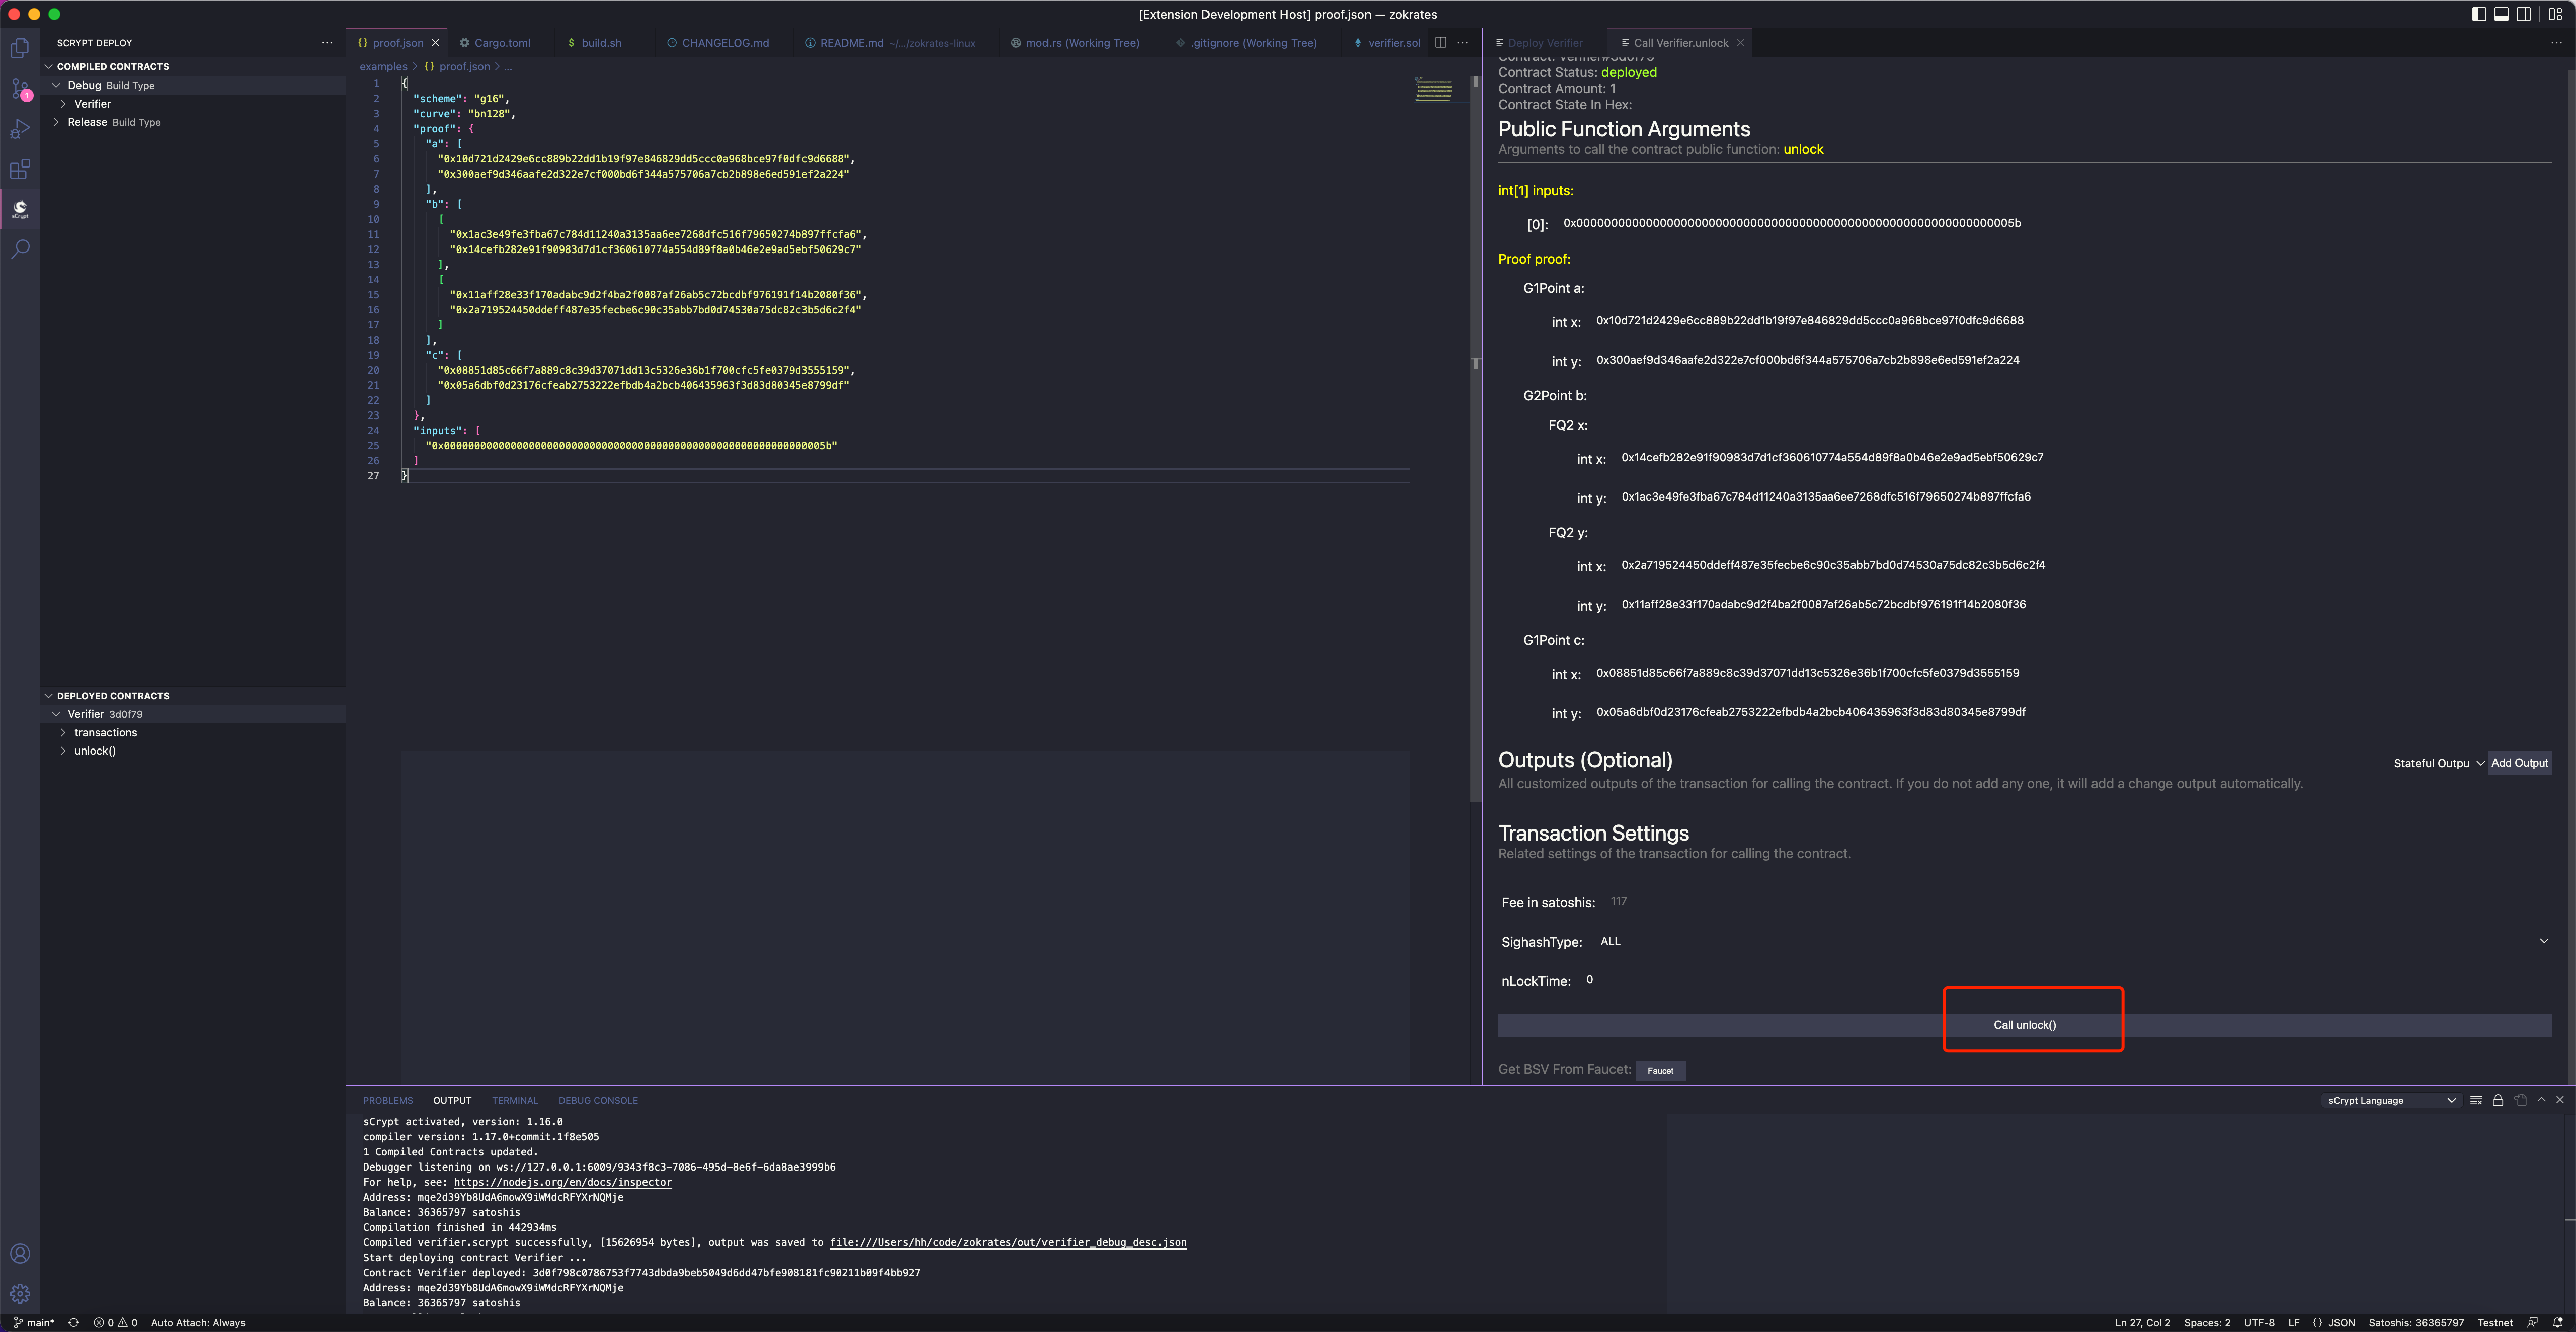 [Extension Development Host] proof.json — zokrates
SCRYPT DEPLOY
COMPILED CONTRACTS
Debug Build Type
Verifier
Release Build Type
1
sCrypt
DEPLOYED CONTRACTS
Verifier 3d0f79
transactions
unlock()
{} proof.json Cargo.toml $ build.sh CHANGELOG.md README.md ~/.../zokrates-linux mod.rs (Working Tree) .gitignore (Working Tree) verifier.sol
examples > {} proof.json > ...
1 {
2 "scheme": "g16",
3 "curve": "bn128",
4 "proof": {
5 "a": [
6 "0x10d721d2429e6cc889b22dd1b19f97e846829dd5ccc0a968bce97f0dfc9d6688",
7 "0x300aef9d346aafe2d322e7cf000bd6f344a575706a7cb2b898e6ed591ef2a224"
8 ],
9 "b": [
10 [
11 "0x1ac3e49fe3fba67c784d11240a3135aa6ee7268dfc516f79650274b897ffcfa6",
12 "0x14cefb282e91f90983d7d1cf360610774a554d89f8a0b46e2e9ad5ebf50629c7"
13 ],
14 [
15 "0x11aff28e33f170adabc9d2f4ba2f0087af26ab5c72bcdbf976191f14b2080f36",
16 "0x2a719524450ddeff487e35fecbe6c90c35abb7bd0d74530a75dc82c3b5d6c2f4"
17 ]
18 ],
19 "c": [
20 "0x08851d85c66f7a889c8c39d37071dd13c5326e36b1f700cfc5fe0379d3555159",
21 "0x05a6dbf0d23176cfeab2753222efbdb4a2bcb406435963f3d83d80345e8799df"
22 ]
23 },
24 "inputs": [
25 "0x000000000000000000000000000000000000000000000000000000000000005b"
26 ]
27 }
Deploy Verifier Call Verifier.unlock
Contract: Verifier#3d0f79
Contract Status: deployed
Contract Amount: 1
Contract State In Hex:
Public Function Arguments
Arguments to call the contract public function: unlock
int[1] inputs:
[0]: 0x000000000000000000000000000000000000000000000000000000000000005b
Proof proof:
G1Point a:
int x: 0x10d721d2429e6cc889b22dd1b19f97e846829dd5ccc0a968bce97f0dfc9d6688
int y: 0x300aef9d346aafe2d322e7cf000bd6f344a575706a7cb2b898e6ed591ef2a224
G2Point b:
FQ2 x:
int x: 0x14cefb282e91f90983d7d1cf360610774a554d89f8a0b46e2e9ad5ebf50629c7
int y: 0x1ac3e49fe3fba67c784d11240a3135aa6ee7268dfc516f79650274b897ffcfa6
FQ2 y:
int x: 0x2a719524450ddeff487e35fecbe6c90c35abb7bd0d74530a75dc82c3b5d6c2f4
int y: 0x11aff28e33f170adabc9d2f4ba2f0087af26ab5c72bcdbf976191f14b2080f36
G1Point c:
int x: 0x08851d85c66f7a889c8c39d37071dd13c5326e36b1f700cfc5fe0379d3555159
int y: 0x05a6dbf0d23176cfeab2753222efbdb4a2bcb406435963f3d83d80345e8799df
Outputs (Optional)
Stateful Outpu Add Output
All customized outputs of the transaction for calling the contract. If you do not add any one, it will add a change output automatically.
Transaction Settings
Related settings of the transaction for calling the contract.
Fee in satoshis: 117
SighashType: ALL
nLockTime: 0
Call unlock()
Get BSV From Faucet: Faucet
PROBLEMS OUTPUT TERMINAL DEBUG CONSOLE
sCrypt Language
sCrypt activated, version: 1.16.0
compiler version: 1.17.0+commit.1f8e505
1 Compiled Contracts updated.
Debugger listening on ws://127.0.0.1:6009/9343f8c3-7086-495d-8e6f-6da8ae3999b6
For help, see: https://nodejs.org/en/docs/inspector
Address: mqe2d39Yb8UdA6mowX9iWMdcRFYXrNQMje
Balance: 36365797 satoshis
Compilation finished in 442934ms
Compiled verifier.scrypt successfully, [15626954 bytes], output was saved to file:///Users/hh/code/zokrates/out/verifier_debug_desc.json
Start deploying contract Verifier ...
Contract Verifier deployed: 3d0f798c0786753f7743dbda9beb5049d6dd47bfe908181fc90211b09f4bb927
Address: mqe2d39Yb8UdA6mowX9iWMdcRFYXrNQMje
Balance: 36365797 satoshis
main* 0 0 Auto Attach: Always
Ln 27, Col 2 Spaces: 2 UTF-8 LF {} JSON Satoshis: 36365797 Testnet